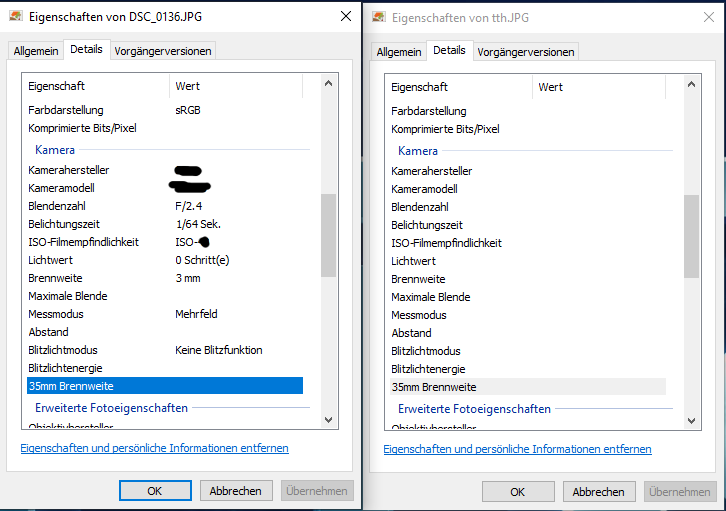 Eigenschaften von DSC_0136.JPG
Allgemein Details Vorgängerversionen
Eigenschaft Wert
Farbdarstellung sRGB
Komprimierte Bits/Pixel
Kamera
Kamerahersteller
Kameramodell
Blendenzahl F/2.4
Belichtungszeit 1/64 Sek.
ISO-Filmempfindlichkeit ISO-
Lichtwert 0 Schritt(e)
Brennweite 3 mm
Maximale Blende
Messmodus Mehrfeld
Abstand
Blitzlichtmodus Keine Blitzfunktion
Blitzlichtenergie
35mm Brennweite
Erweiterte Fotoeigenschaften
Objektivhersteller
Eigenschaften und persönliche Informationen entfernen
OK Abbrechen Übernehmen
Eigenschaften von tth.JPG
Allgemein Details Vorgängerversionen
Eigenschaft Wert
Farbdarstellung
Komprimierte Bits/Pixel
Kamera
Kamerahersteller
Kameramodell
Blendenzahl
Belichtungszeit
ISO-Filmempfindlichkeit
Lichtwert
Brennweite
Maximale Blende
Messmodus
Abstand
Blitzlichtmodus
Blitzlichtenergie
35mm Brennweite
Erweiterte Fotoeigenschaften
Objektivhersteller
Eigenschaften und persönliche Informationen entfernen
OK Abbrechen Übernehmen